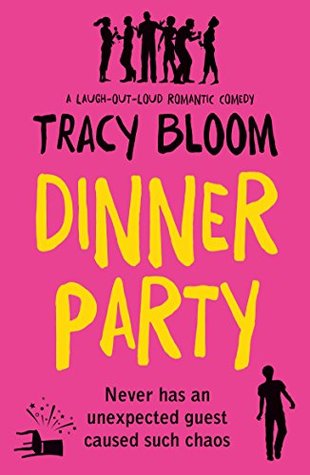 A LAUGH-OUT-LOUD ROMANTIC COMEDY
TRACY BLOOM
DINNER
PARTY
Never has an
unexpected guest
caused such chaos